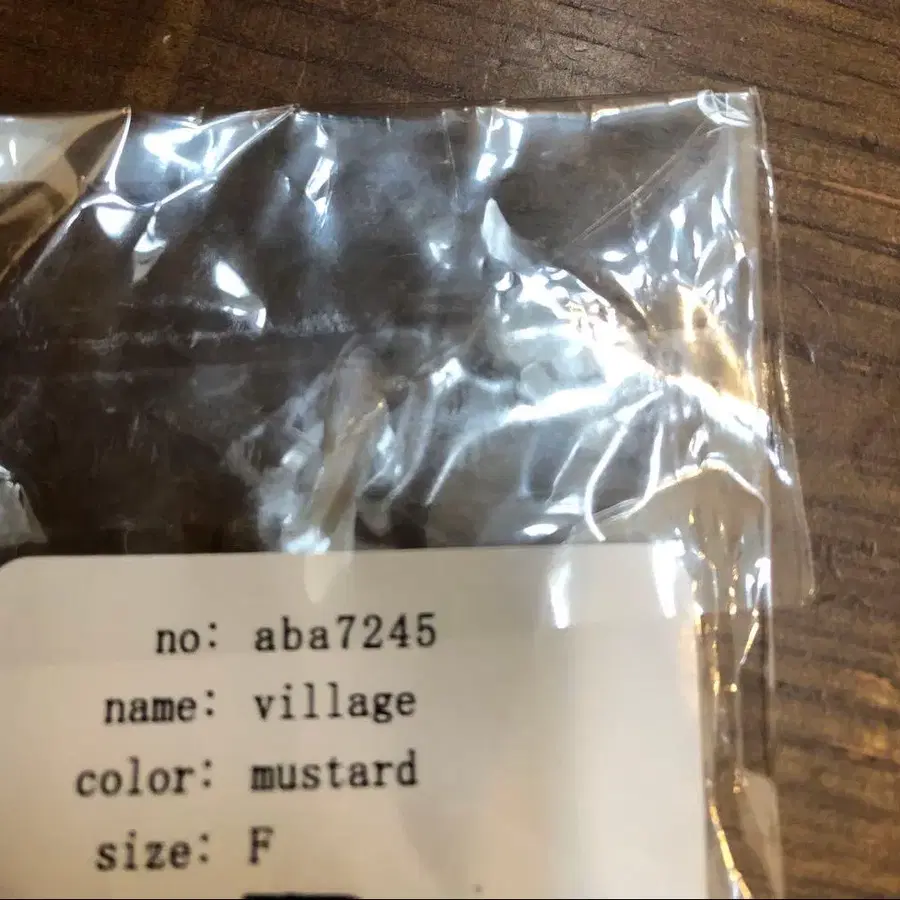 no: aba7245
name: village
color: mustard
size: F